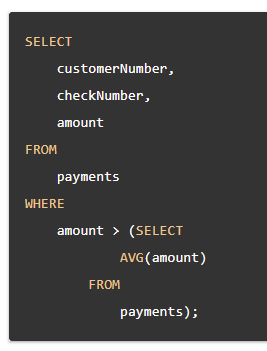 SELECT
    customerNumber,
    checkNumber,
    amount
FROM
    payments
WHERE
    amount > (SELECT
            AVG(amount)
        FROM
            payments);